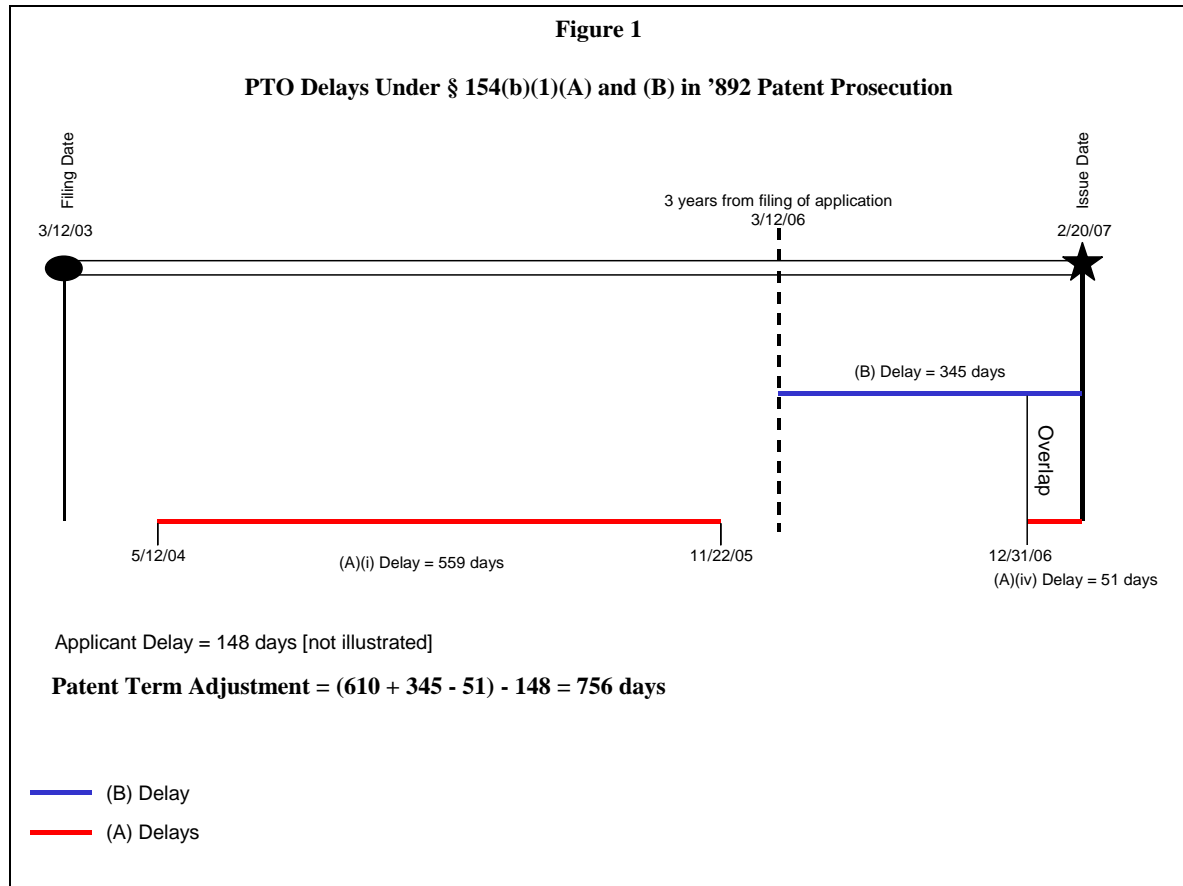 Figure 1
PTO Delays Under § 154(b)(1)(A) and (B) in ’892 Patent Prosecution
Filing Date
3/12/03
3 years from filing of application
3/12/06
Issue Date
2/20/07
(B) Delay = 345 days
Overlap
5/12/04
(A)(i) Delay = 559 days
11/22/05
12/31/06
(A)(iv) Delay = 51 days
Applicant Delay = 148 days [not illustrated]
Patent Term Adjustment = (610 + 345 - 51) - 148 = 756 days
(B) Delay
(A) Delays